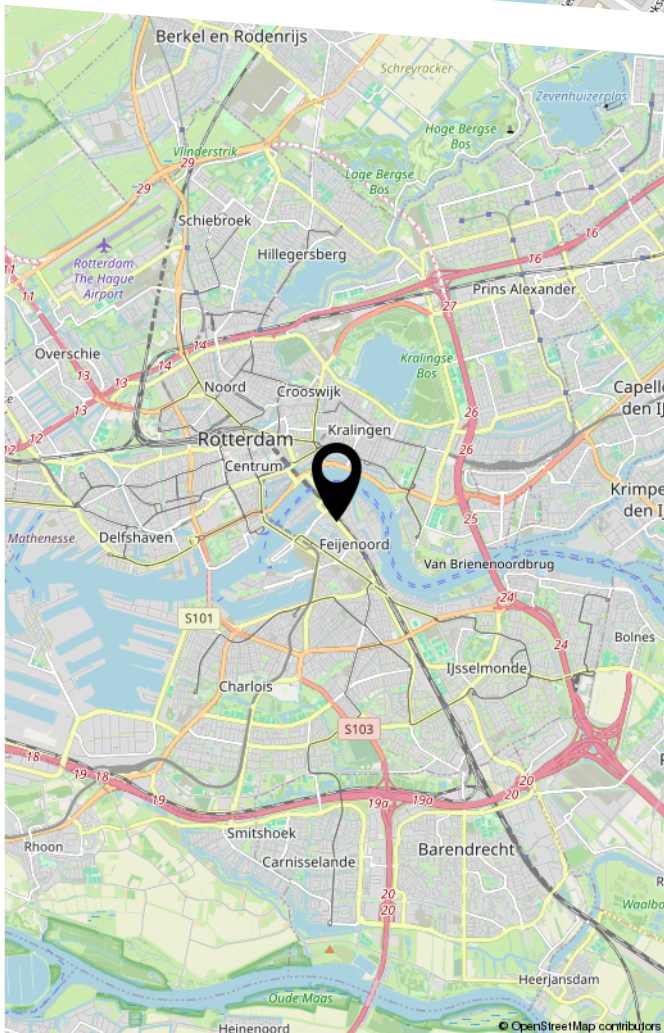 Berkel en Rodenrijs
Schreyracker
Zevenhuizerplas
Hoge Bergse
Bos
Vlinderstrik
29
29
Lage Bergse
Bos
Schiebroek
16
16
Hillegersberg
Rotterdam
The Hague
Airport
11
11
Prins Alexander
27
14
14
Overschie
Kralingse
Bos
13
13
13
Noord
Crooswijk
Capelle
den IJ
26
12
12
Rotterdam
Kralingen
26
Centrum
Krimpe
den IJ
25
Mathenesse
Delfshaven
Feijenoord
Van Brienenoordbrug
24
S101
24
Bolnes
IJsselmonde
Charlois
S103
18
19
18
19
19a
19a
20
20
Smitshoek
Rhoon
Carnisselande
Barendrecht
R
Waalbo
20
20
Heerjansdam
Oude Maas
Heinenoord
© OpenStreetMap contributors